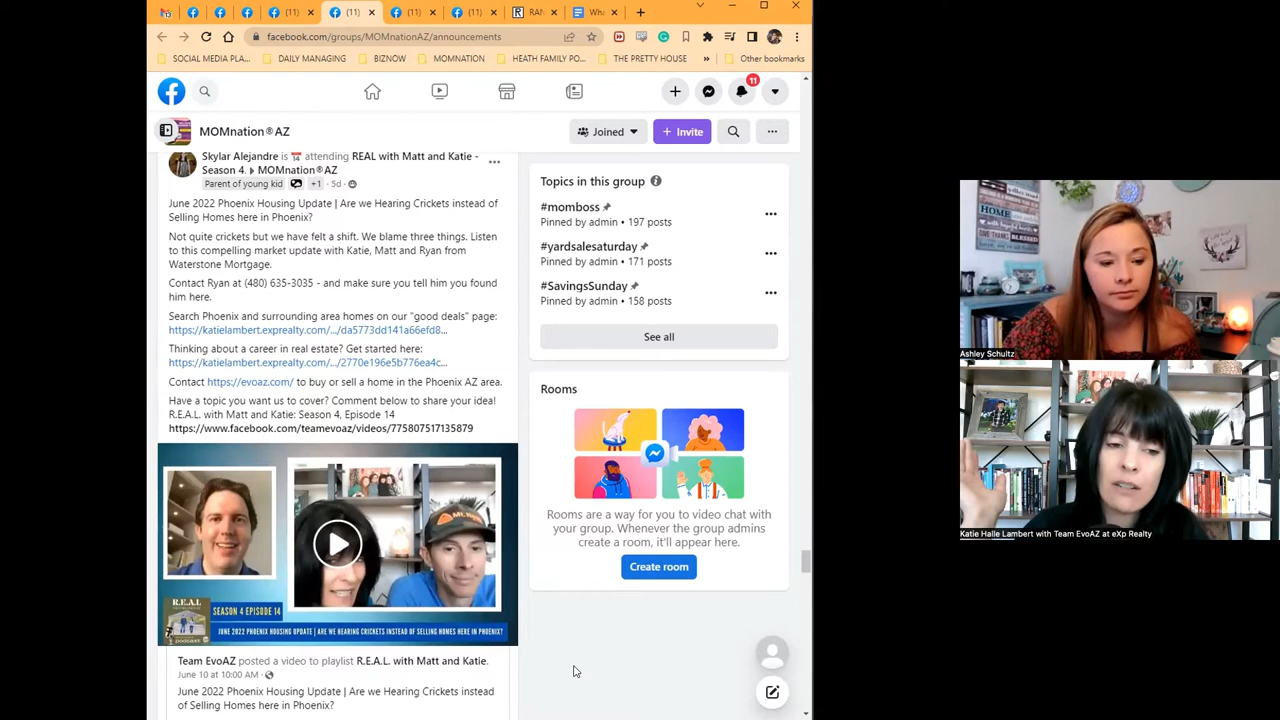 (11)
(11)
(11)
(11)
RAN
Wha
facebook.com/groups/MOMnationAZ/announcements
SOCIAL MEDIA PLA...
DAILY MANAGING
BIZNOW
MOMNATION
HEATH FAMILY PO...
THE PRETTY HOUSE
»
Other bookmarks
11
MOMnation®AZ
Joined
+ Invite
Skylar Alejandre is 📅 attending REAL with Matt and Katie -
Season 4. ▸ MOMnation®AZ
Parent of young kid
+1 · 5d ·
June 2022 Phoenix Housing Update | Are we Hearing Crickets instead of
Selling Homes here in Phoenix?
Not quite crickets but we have felt a shift. We blame three things. Listen
to this compelling market update with Katie, Matt and Ryan from
Waterstone Mortgage.
Contact Ryan at (480) 635-3035 - and make sure you tell him you found
him here.
Search Phoenix and surrounding area homes on our "good deals" page:
https://katielambert.exprealty.com/.../da5773dd141a66efd8...
Thinking about a career in real estate? Get started here:
https://katielambert.exprealty.com/.../2770e196e5b776ea4c...
Contact https://evoaz.com/ to buy or sell a home in the Phoenix AZ area.
Have a topic you want us to cover? Comment below to share your idea!
R.E.A.L. with Matt and Katie: Season 4, Episode 14
https://www.facebook.com/teamevoaz/videos/775807517135879
R.E.A.L
podcast
SEASON 4 EPISODE 14
JUNE 2022 PHOENIX HOUSING UPDATE | ARE WE HEARING CRICKETS INSTEAD OF SELLING HOMES HERE IN PHOENIX?
Team EvoAZ posted a video to playlist R.E.A.L. with Matt and Katie.
June 10 at 10:00 AM ·
June 2022 Phoenix Housing Update | Are we Hearing Crickets instead
of Selling Homes here in Phoenix?
Topics in this group
#momboss
Pinned by admin • 197 posts
#yardsalesaturday
Pinned by admin • 171 posts
#SavingsSunday
Pinned by admin • 158 posts
See all
Rooms
Rooms are a way for you to video chat with
your group. Whenever the group admins
create a room, it'll appear here.
Create room
HOME
BLESSED
Ashley Schultz
Katie Halle Lambert with Team EvoAZ at eXp Realty